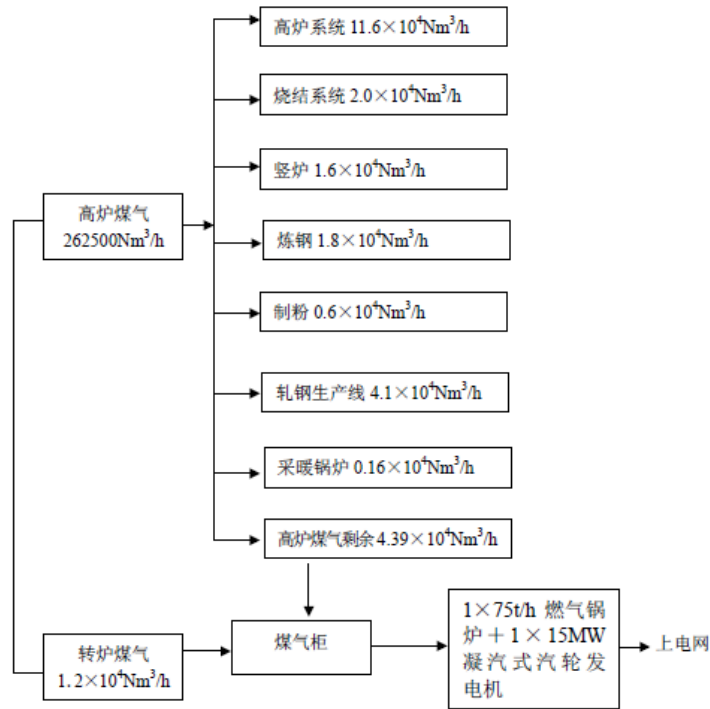 高炉系统 11.6×10⁴Nm³/h
烧结系统 2.0×10⁴Nm³/h
竖炉 1.6×10⁴Nm³/h
高炉煤气
262500Nm³/h
炼钢 1.8×10⁴Nm³/h
制粉 0.6×10⁴Nm³/h
轧钢生产线 4.1×10⁴Nm³/h
采暖锅炉 0.16×10⁴Nm³/h
高炉煤气剩余 4.39×10⁴Nm³/h
转炉煤气
1.2×10⁴Nm³/h
煤气柜
1×75t/h 燃气锅
炉＋1×15MW
凝汽式汽轮发
电机
上电网